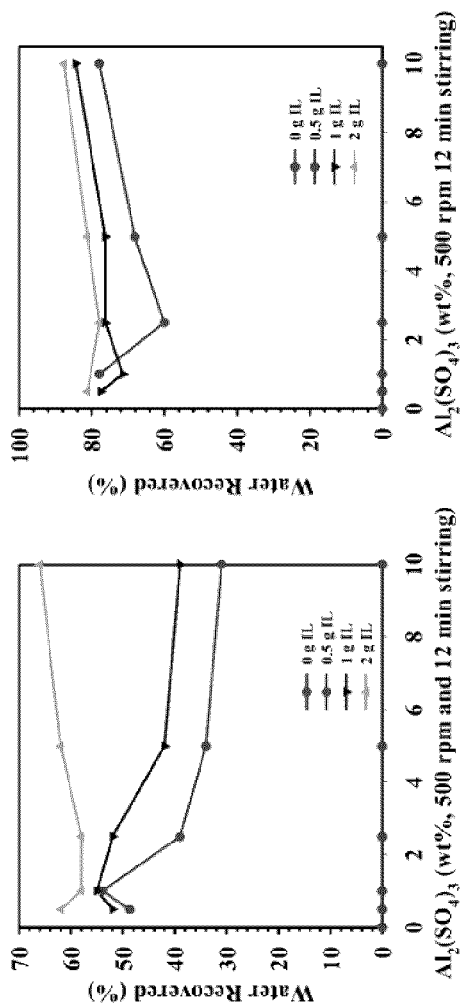 70
60
50
40
30
20
10
0
Water Recovered (%)
0 g IL
0.5 g IL
1 g IL
2 g IL
0
2
4
6
8
10
Al₂(SO₄)₃ (wt%, 500 rpm and 12 min stirring)
100
80
60
40
20
0
Water Recovered (%)
0 g IL
0.5 g IL
1 g IL
2 g IL
0
2
4
6
8
10
Al₂(SO₄)₃ (wt%, 500 rpm 12 min stirring)